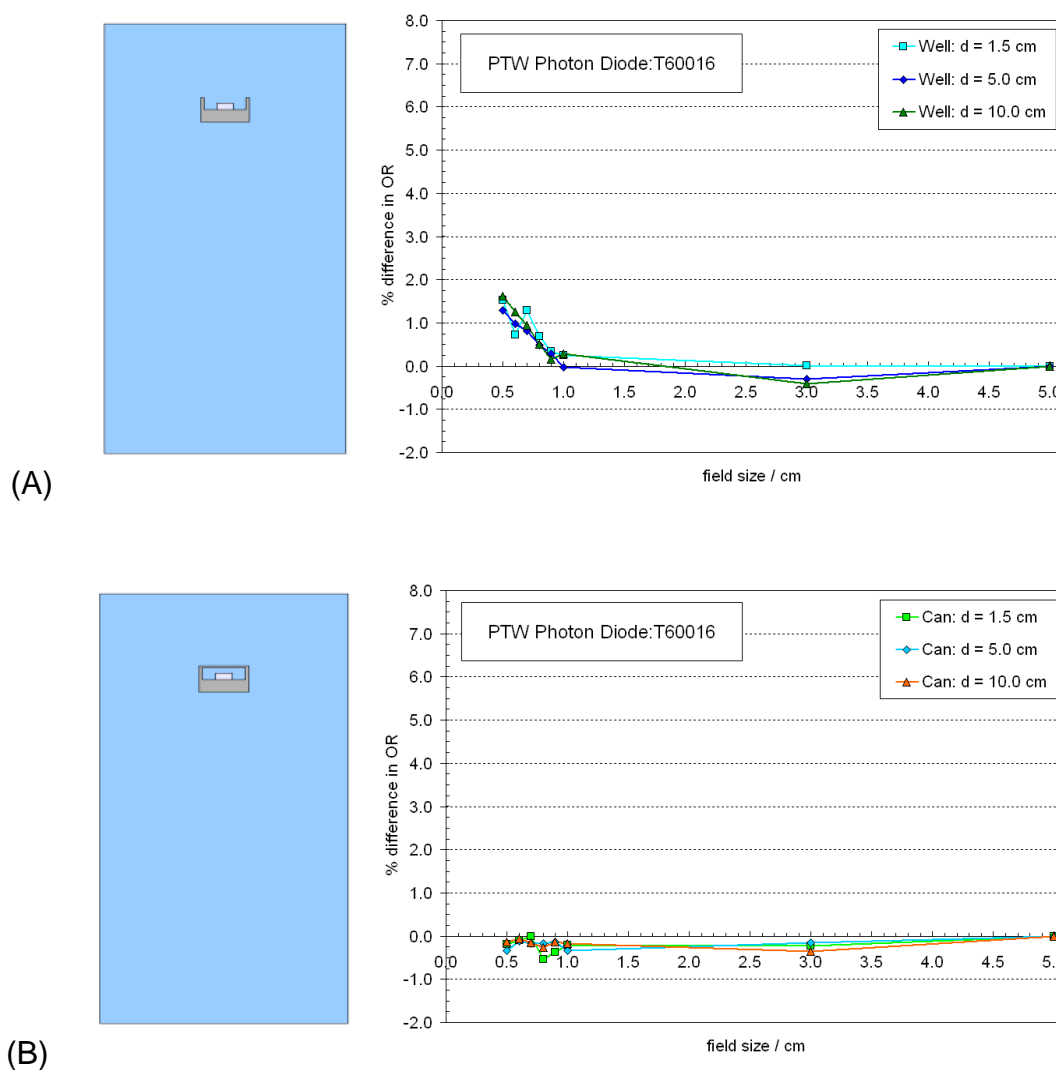 8.0
7.0
6.0
5.0
4.0
3.0
2.0
1.0
0.0
-1.0
-2.0
% difference in OR
PTW Photon Diode:T60016
Well: d = 1.5 cm
Well: d = 5.0 cm
Well: d = 10.0 cm
0.0 0.5 1.0 1.5 2.0 2.5 3.0 3.5 4.0 4.5 5.0
field size / cm
(A)
8.0
7.0
6.0
5.0
4.0
3.0
2.0
1.0
0.0
-1.0
-2.0
% difference in OR
PTW Photon Diode:T60016
Can: d = 1.5 cm
Can: d = 5.0 cm
Can: d = 10.0 cm
0.0 0.5 1.0 1.5 2.0 2.5 3.0 3.5 4.0 4.5 5.
field size / cm
(B)